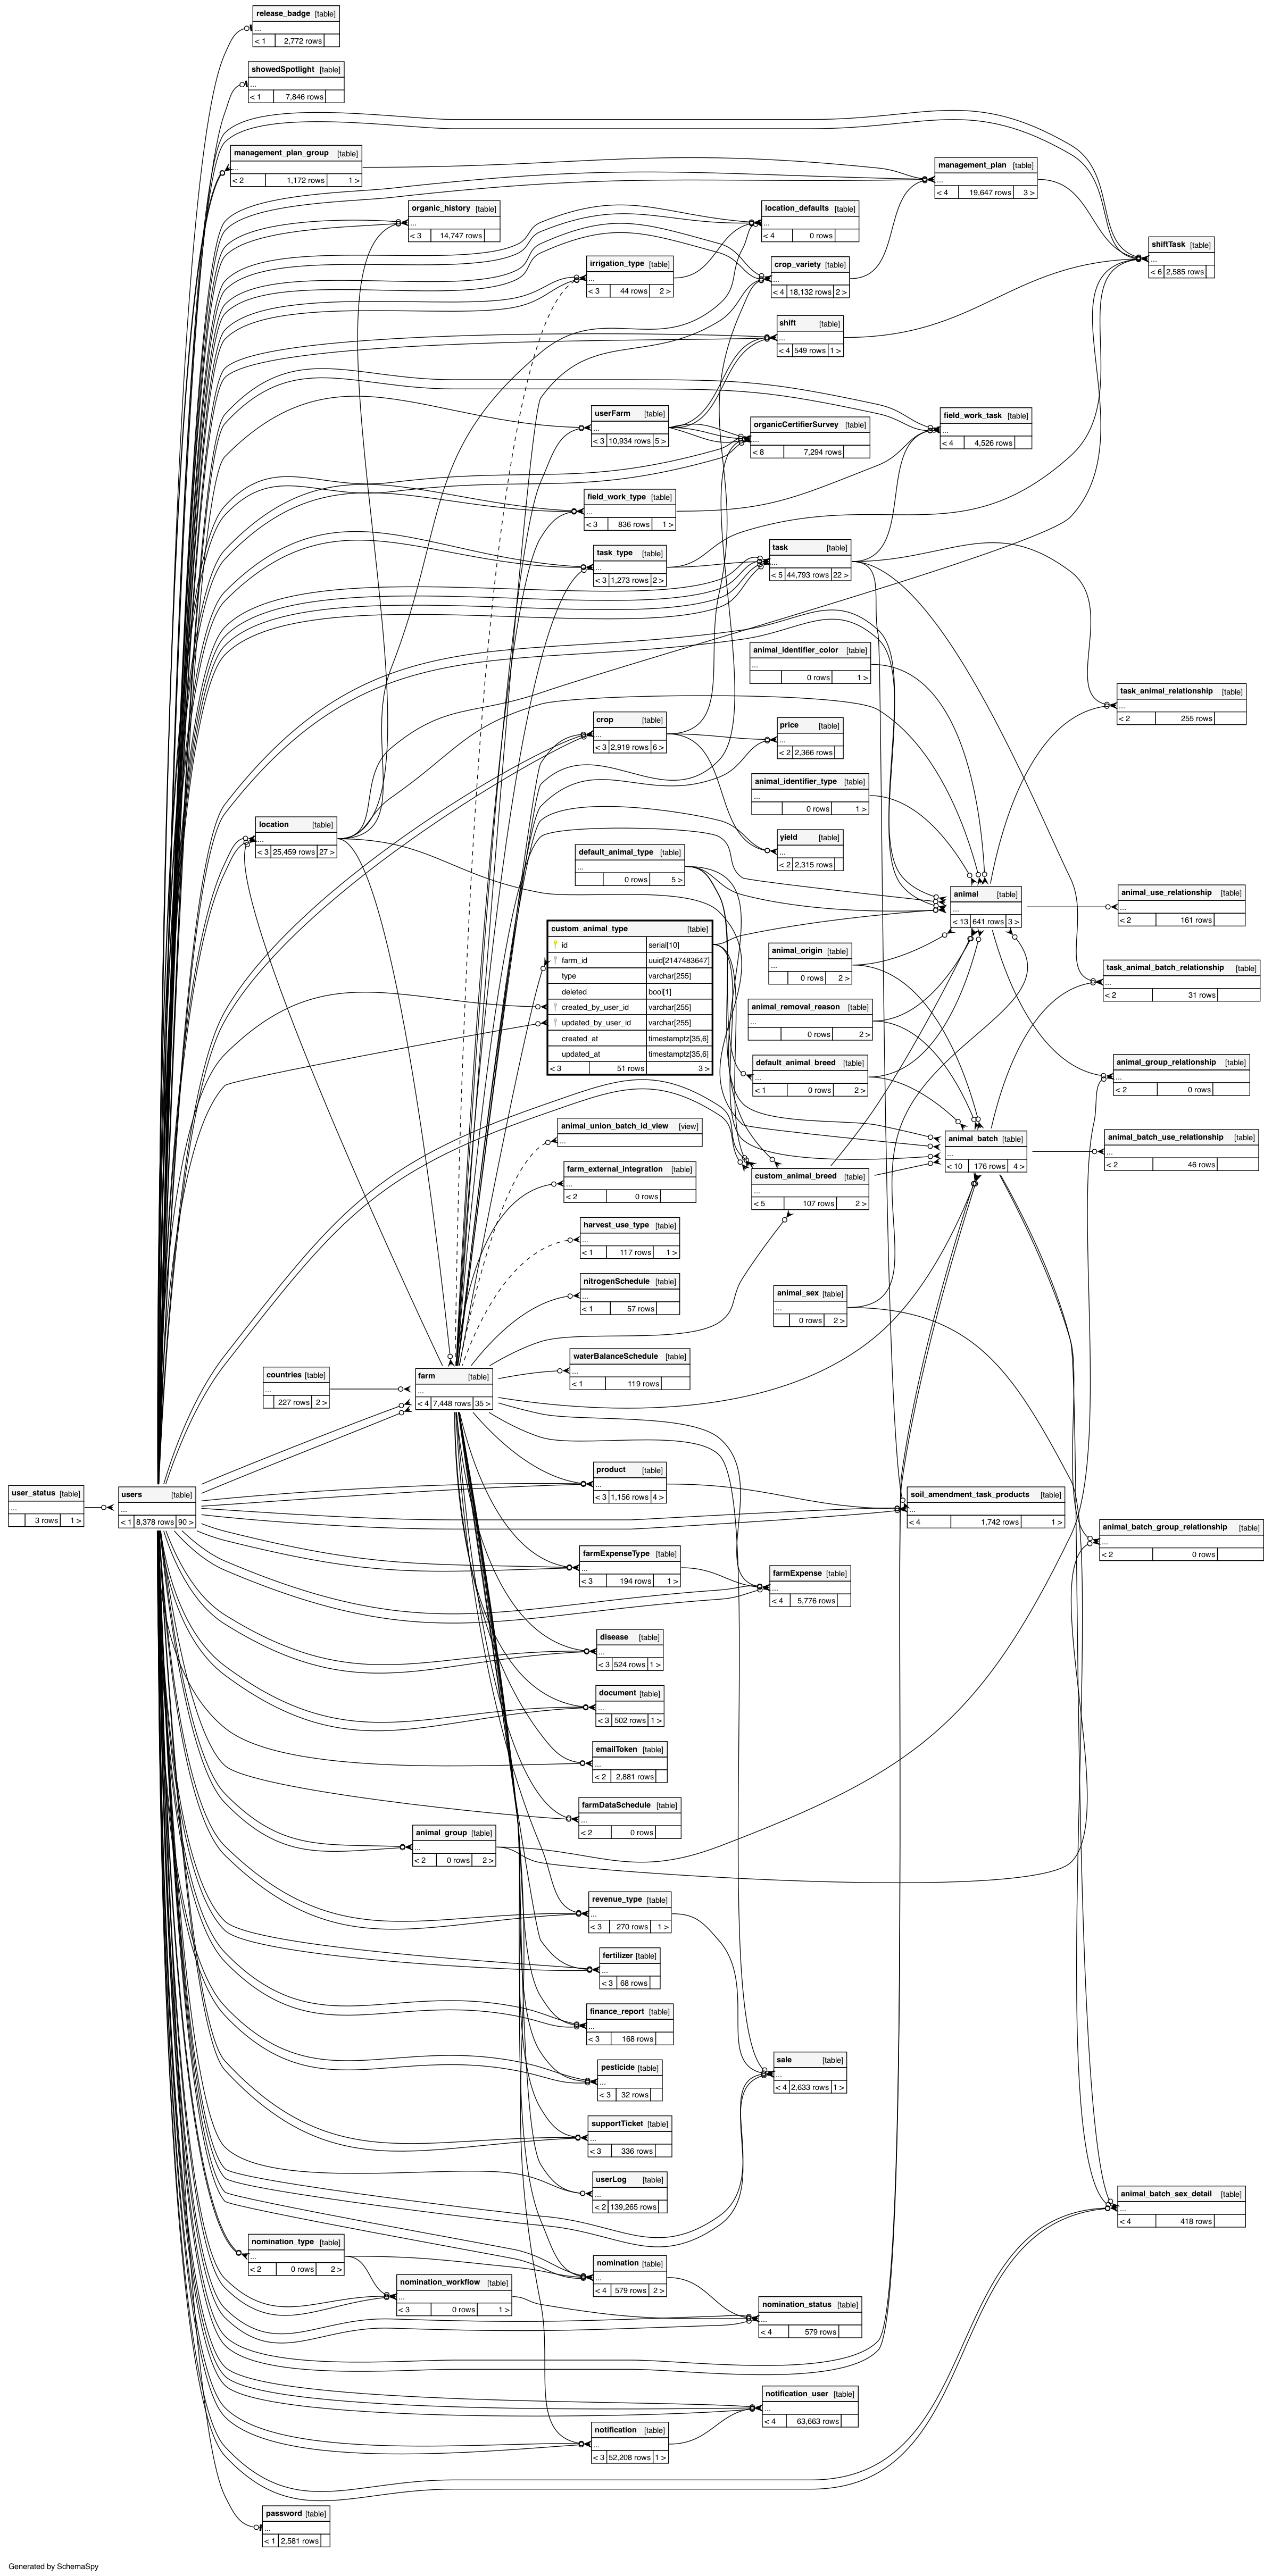 release_badge [table]
...
< 1 2,772 rows
showedSpotlight [table]
...
< 1 7,846 rows
management_plan_group [table]
...
< 2 1,172 rows 1 >
management_plan [table]
...
< 4 19,647 rows 3 >
organic_history [table]
...
< 3 14,747 rows
location_defaults [table]
...
< 4 0 rows
shiftTask [table]
...
< 6 2,585 rows
irrigation_type [table]
...
< 3 44 rows 2 >
crop_variety [table]
...
< 4 18,132 rows 2 >
shift [table]
...
< 4 549 rows 1 >
userFarm [table]
...
< 3 10,934 rows 5 >
organicCertifierSurvey [table]
...
< 8 7,294 rows
field_work_task [table]
...
< 4 4,526 rows
field_work_type [table]
...
< 3 836 rows 1 >
task_type [table]
...
< 3 1,273 rows 2 >
task [table]
...
< 5 44,793 rows 22 >
animal_identifier_color [table]
...
0 rows 1 >
task_animal_relationship [table]
...
< 2 255 rows
crop [table]
...
< 3 2,919 rows 6 >
price [table]
...
< 2 2,366 rows
animal_identifier_type [table]
...
0 rows 1 >
location [table]
...
< 3 25,459 rows 27 >
yield [table]
...
< 2 2,315 rows
default_animal_type [table]
...
0 rows 5 >
animal [table]
...
< 13 641 rows 3 >
animal_use_relationship [table]
...
< 2 161 rows
custom_animal_type [table]
id serial[10]
farm_id uuid[2147483647]
type varchar[255]
deleted bool[1]
created_by_user_id varchar[255]
updated_by_user_id varchar[255]
created_at timestamptz[35,6]
updated_at timestamptz[35,6]
< 3 51 rows 3 >
animal_origin [table]
...
0 rows 2 >
task_animal_batch_relationship [table]
...
< 2 31 rows
animal_removal_reason [table]
...
0 rows 2 >
default_animal_breed [table]
...
< 1 0 rows 2 >
animal_group_relationship [table]
...
< 2 0 rows
animal_union_batch_id_view [view]
...
animal_batch [table]
...
< 10 176 rows 4 >
animal_batch_use_relationship [table]
...
< 2 46 rows
farm_external_integration [table]
...
< 2 0 rows
custom_animal_breed [table]
...
< 5 107 rows 2 >
harvest_use_type [table]
...
< 1 117 rows 1 >
nitrogenSchedule [table]
...
< 1 57 rows
animal_sex [table]
...
0 rows 2 >
waterBalanceSchedule [table]
...
< 1 119 rows
countries [table]
...
227 rows 2 >
farm [table]
...
< 4 7,448 rows 35 >
product [table]
...
< 3 1,156 rows 4 >
user_status [table]
...
3 rows 1 >
users [table]
...
< 1 8,378 rows 90 >
soil_amendment_task_products [table]
...
< 4 1,742 rows 1 >
animal_batch_group_relationship [table]
...
< 2 0 rows
farmExpenseType [table]
...
< 3 194 rows 1 >
farmExpense [table]
...
< 4 5,776 rows
disease [table]
...
< 3 524 rows 1 >
document [table]
...
< 3 502 rows 1 >
emailToken [table]
...
< 2 2,881 rows
farmDataSchedule [table]
...
< 2 0 rows
animal_group [table]
...
< 2 0 rows 2 >
revenue_type [table]
...
< 3 270 rows 1 >
fertilizer [table]
...
< 3 68 rows
finance_report [table]
...
< 3 168 rows
pesticide [table]
...
< 3 32 rows
sale [table]
...
< 4 2,633 rows 1 >
supportTicket [table]
...
< 3 336 rows
userLog [table]
...
< 2 139,265 rows
animal_batch_sex_detail [table]
...
< 4 418 rows
nomination_type [table]
...
< 2 0 rows 2 >
nomination [table]
...
< 4 579 rows 2 >
nomination_workflow [table]
...
< 3 0 rows 1 >
nomination_status [table]
...
< 4 579 rows
notification_user [table]
...
< 4 63,663 rows
notification [table]
...
< 3 52,208 rows 1 >
password [table]
...
< 1 2,581 rows
Generated by SchemaSpy